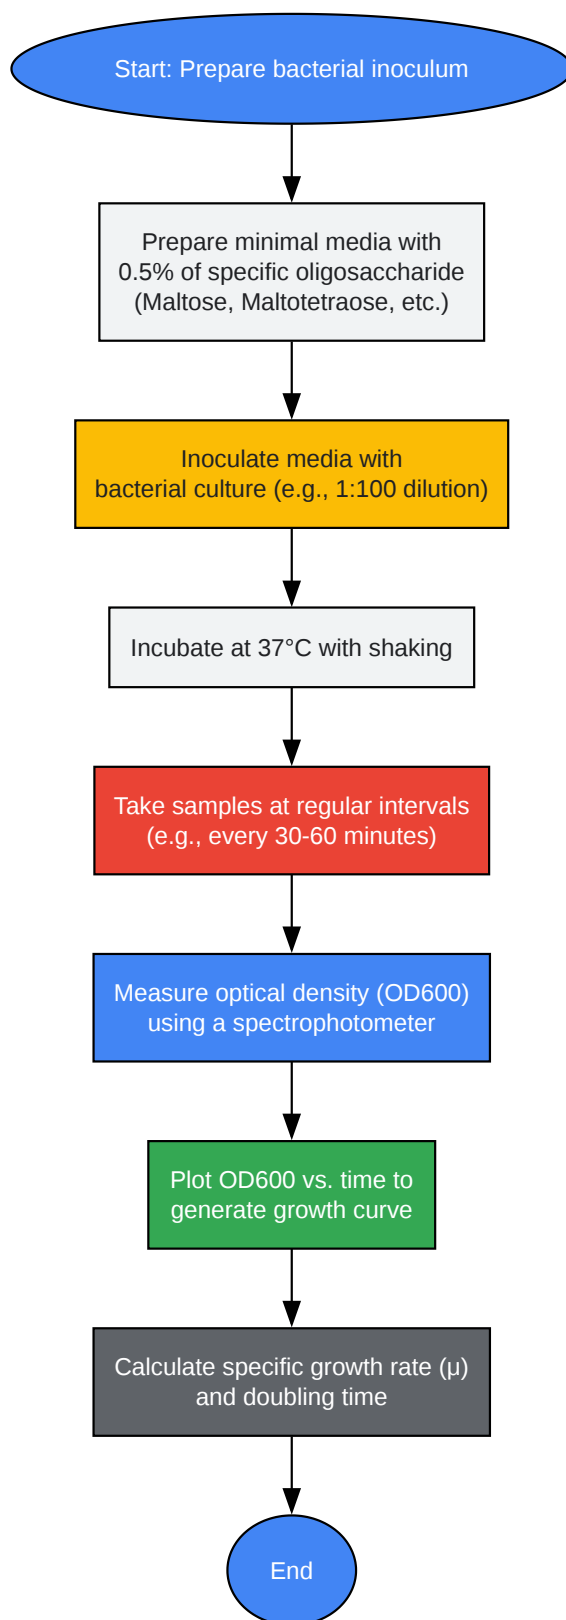 Start: Prepare bacterial inoculum
Prepare minimal media with
0.5% of specific oligosaccharide
(Maltose, Maltotetraose, etc.)
Inoculate media with
bacterial culture (e.g., 1:100 dilution)
Incubate at 37°C with shaking
Take samples at regular intervals
(e.g., every 30-60 minutes)
Measure optical density (OD600)
using a spectrophotometer
Plot OD600 vs. time to
generate growth curve
Calculate specific growth rate (μ)
and doubling time
End